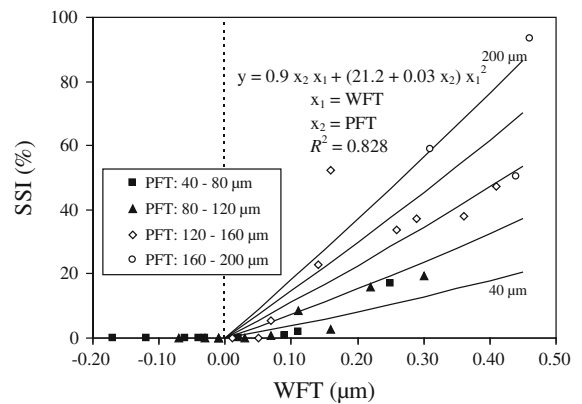 100
80
60
40
20
0
SSI (%)
200 µm
y = 0.9 x₂ x₁ + (21.2 + 0.03 x₂) x₁²
x₁ = WFT
x₂ = PFT
R² = 0.828
PFT: 40 - 80 µm
PFT: 80 - 120 µm
PFT: 120 - 160 µm
PFT: 160 - 200 µm
40 µm
-0.20 -0.10 0.00 0.10 0.20 0.30 0.40 0.50
WFT (µm)